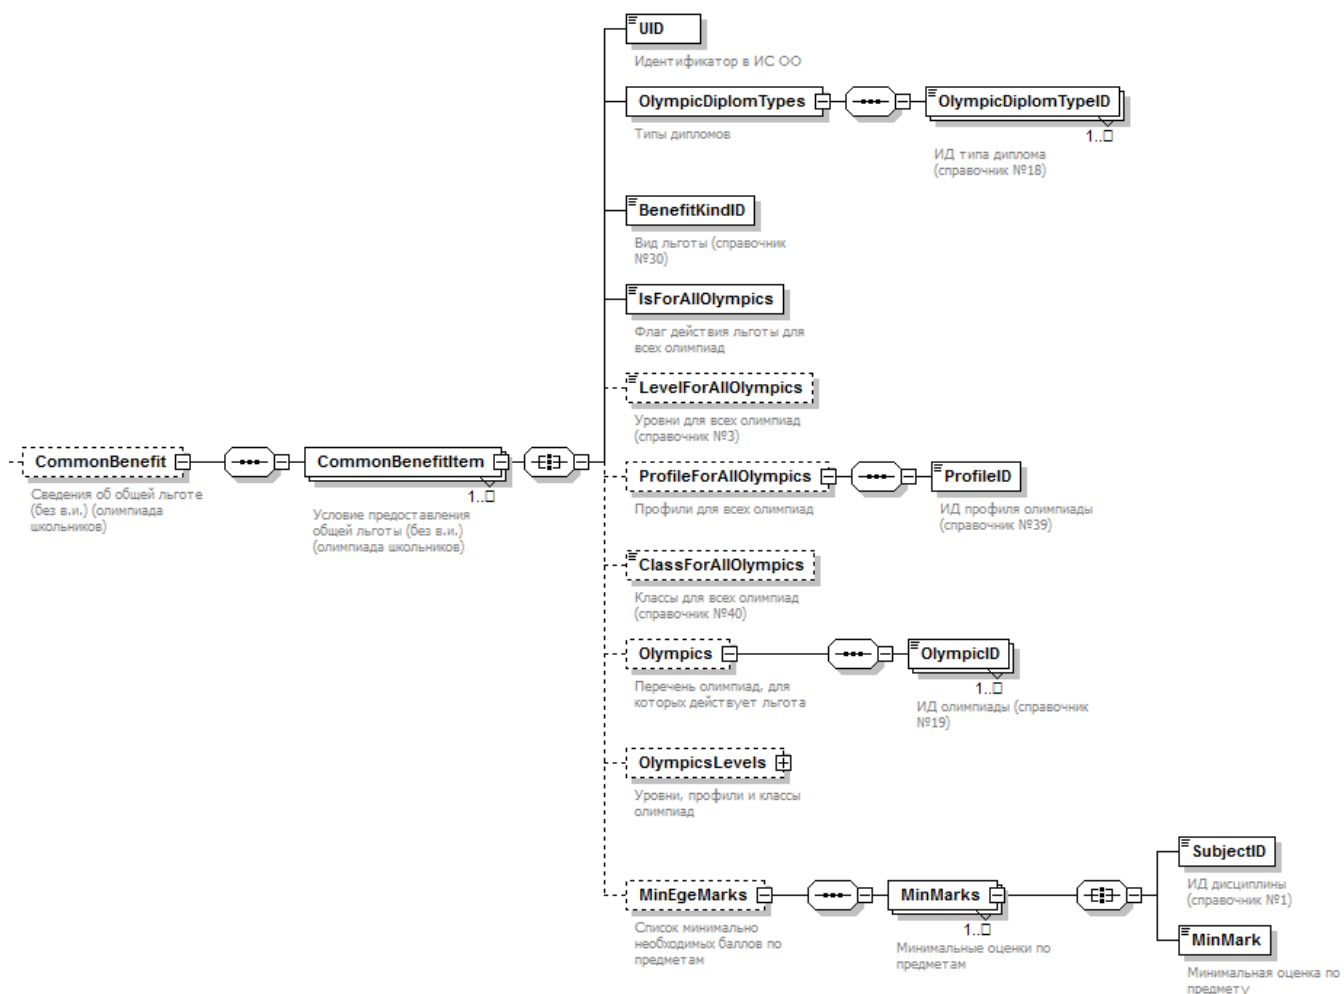 UID
Идентификатор в ИС ОО
OlympicDiplomTypes
OlympicDiplomTypeID
Типы дипломов
1..□
ИД типа диплома
(справочник №18)
BenefitKindID
Вид льготы (справочник
№30)
IsForAllOlympics
Флаг действия льготы для
всех олимпиад
LevelForAllOlympics
Уровни для всех олимпиад
(справочник №3)
CommonBenefit
Сведения об общей льготе
(без в.и.) (олимпиада
школьников)
CommonBenefitItem
1..□
Условие предоставления
общей льготы (без в.и.)
(олимпиада школьников)
ProfileForAllOlympics
ProfileID
Профили для всех олимпиад
ИД профиля олимпиады
(справочник №39)
ClassForAllOlympics
Классы для всех олимпиад
(справочник №40)
Olympics
OlympicID
Перечень олимпиад, для
которых действует льгота
1..□
ИД олимпиады (справочник
№19)
OlympicsLevels
Уровни, профили и классы
олимпиад
MinEgeMarks
Список минимально
необходимых баллов по
предметам
MinMarks
1..□
Минимальные оценки по
предметам
SubjectID
ИД дисциплины
(справочник №1)
MinMark
Минимальная оценка по
предмету